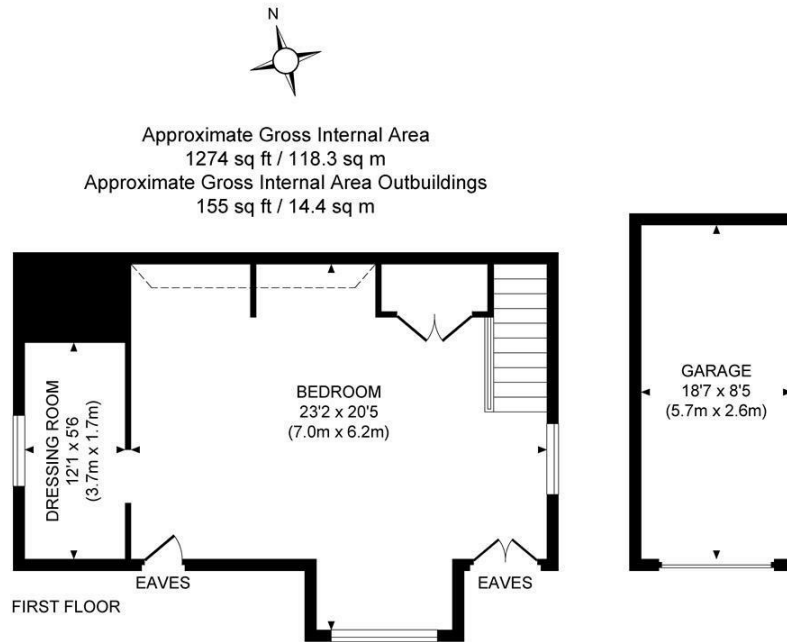 N
Approximate Gross Internal Area
1274 sq ft / 118.3 sq m
Approximate Gross Internal Area Outbuildings
155 sq ft / 14.4 sq m
DRESSING ROOM
12'1 x 5'6
(3.7m x 1.7m)
BEDROOM
23'2 x 20'5
(7.0m x 6.2m)
GARAGE
18'7 x 8'5
(5.7m x 2.6m)
EAVES
EAVES
FIRST FLOOR